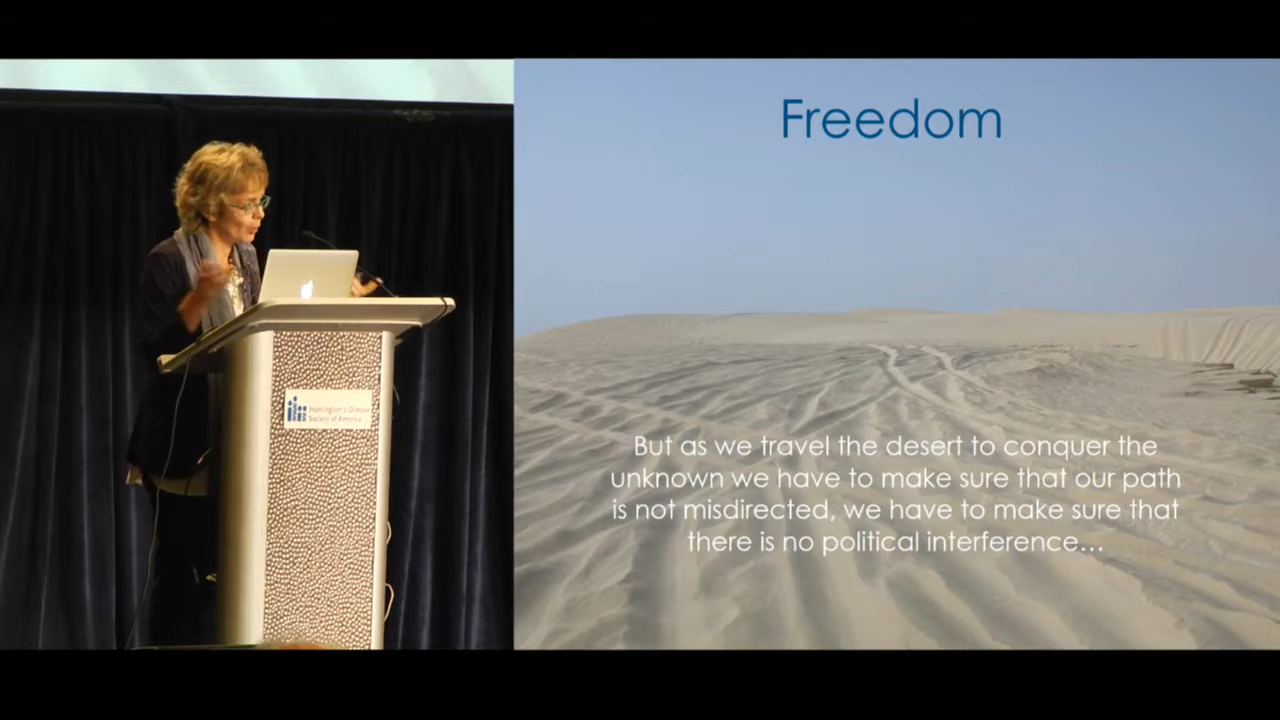 Freedom
But as we travel the desert to conquer the
unknown we have to make sure that our path
is not misdirected, we have to make sure that
there is no political interference...
Huntington's Disease
Society of America